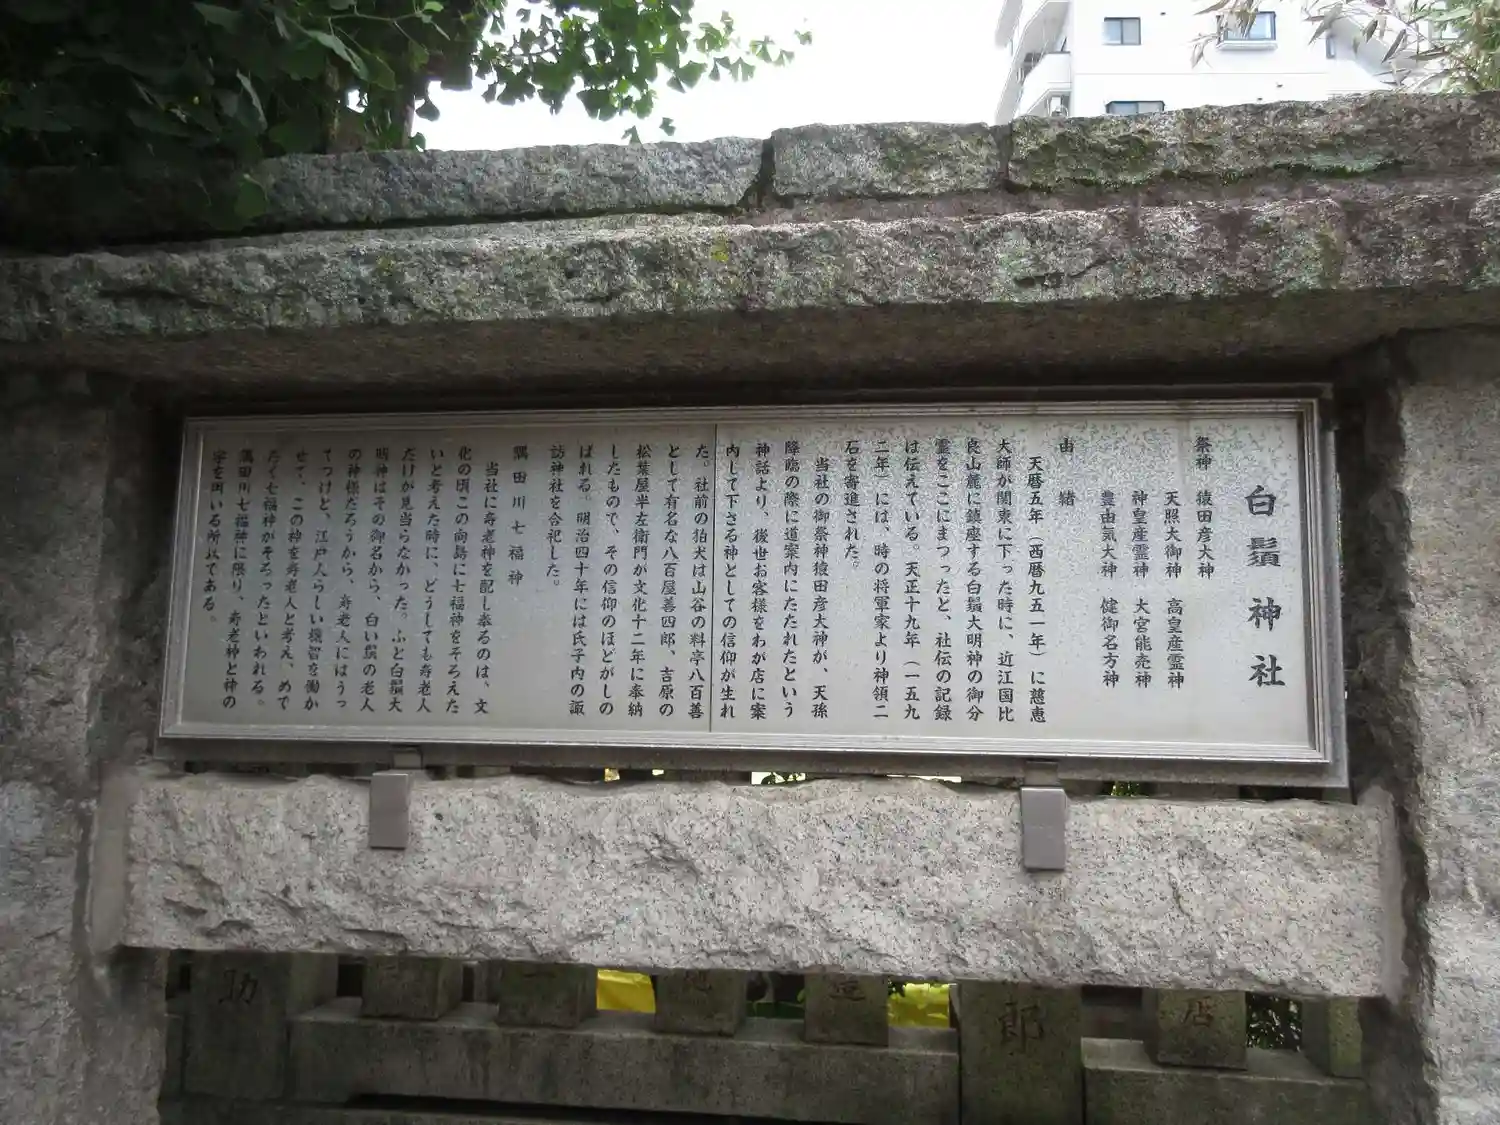 白鬚神社
祭神　猿田彦大神
天照大御神　高皇産霊神
神皇産霊神　大宮能売神
豊由気大神　健御名方神
由緒
天暦五年（西暦九五一年）に慈恵
大師が関東に下った時に、近江国比
良山麓に鎮座する白鬚大明神の御分
霊をここにまつったと、社伝の記録
は伝えている。天正十九年（一五九
二年）には、時の将軍家より神領二
石を寄進された。
当社の御祭神猿田彦大神が、天孫
降臨の際に道案内にたたれたという
神話より、後世お客様をわが店に案
内して下さる神としての信仰が生れ
た。社前の狛犬は山谷の料亭八百善
として有名な八百屋善四郎、吉原の
松葉屋半左衛門が文化十二年に奉納
したもので、その信仰のほどがしの
ばれる。明治四十年には氏子内の諏
訪神社を合祀した。
隅田川七福神
当社に寿老神を配し奉るのは、文
化の頃この向島に七福神をそろえた
いと考えた時に、どうしても寿老人
だけが見当らなかった。ふと白鬚大
明神はその御名から、白い鬚の老人
の神様だろうから、寿老人にはうっ
てつけと、江戸人らしい機智を働か
せて、この神を寿老人と考え、めで
たく七福神がそろったといわれる。
隅田川七福神に限り、寿老神と神の
字を用いる所以である。
助
造
郎
店